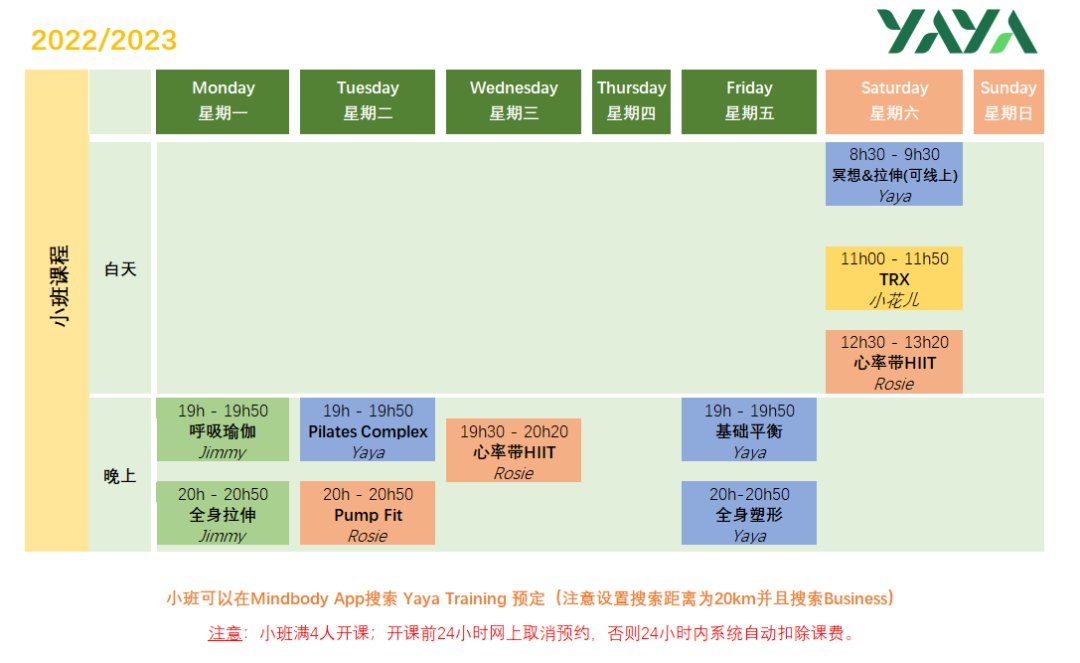 2022/2023
YAYA
Monday
星期一
Tuesday
星期二
Wednesday
星期三
Thursday
星期四
Friday
星期五
Saturday
星期六
Sunday
星期日
小班课程
白天
8h30 - 9h30
冥想&拉伸(可线上)
Yaya
11h00 - 11h50
TRX
小花儿
12h30 - 13h20
心率带HIIT
Rosie
晚上
19h - 19h50
呼吸瑜伽
Jimmy
19h - 19h50
Pilates Complex
Yaya
19h30 - 20h20
心率带HIIT
Rosie
19h - 19h50
基础平衡
Yaya
20h - 20h50
全身拉伸
Jimmy
20h - 20h50
Pump Fit
Rosie
20h-20h50
全身塑形
Yaya
小班可以在Mindbody App搜索 Yaya Training 预定（注意设置搜索距离为20km并且搜索Business）
注意：小班满4人开课；开课前24小时网上取消预约，否则24小时内系统自动扣除课费。